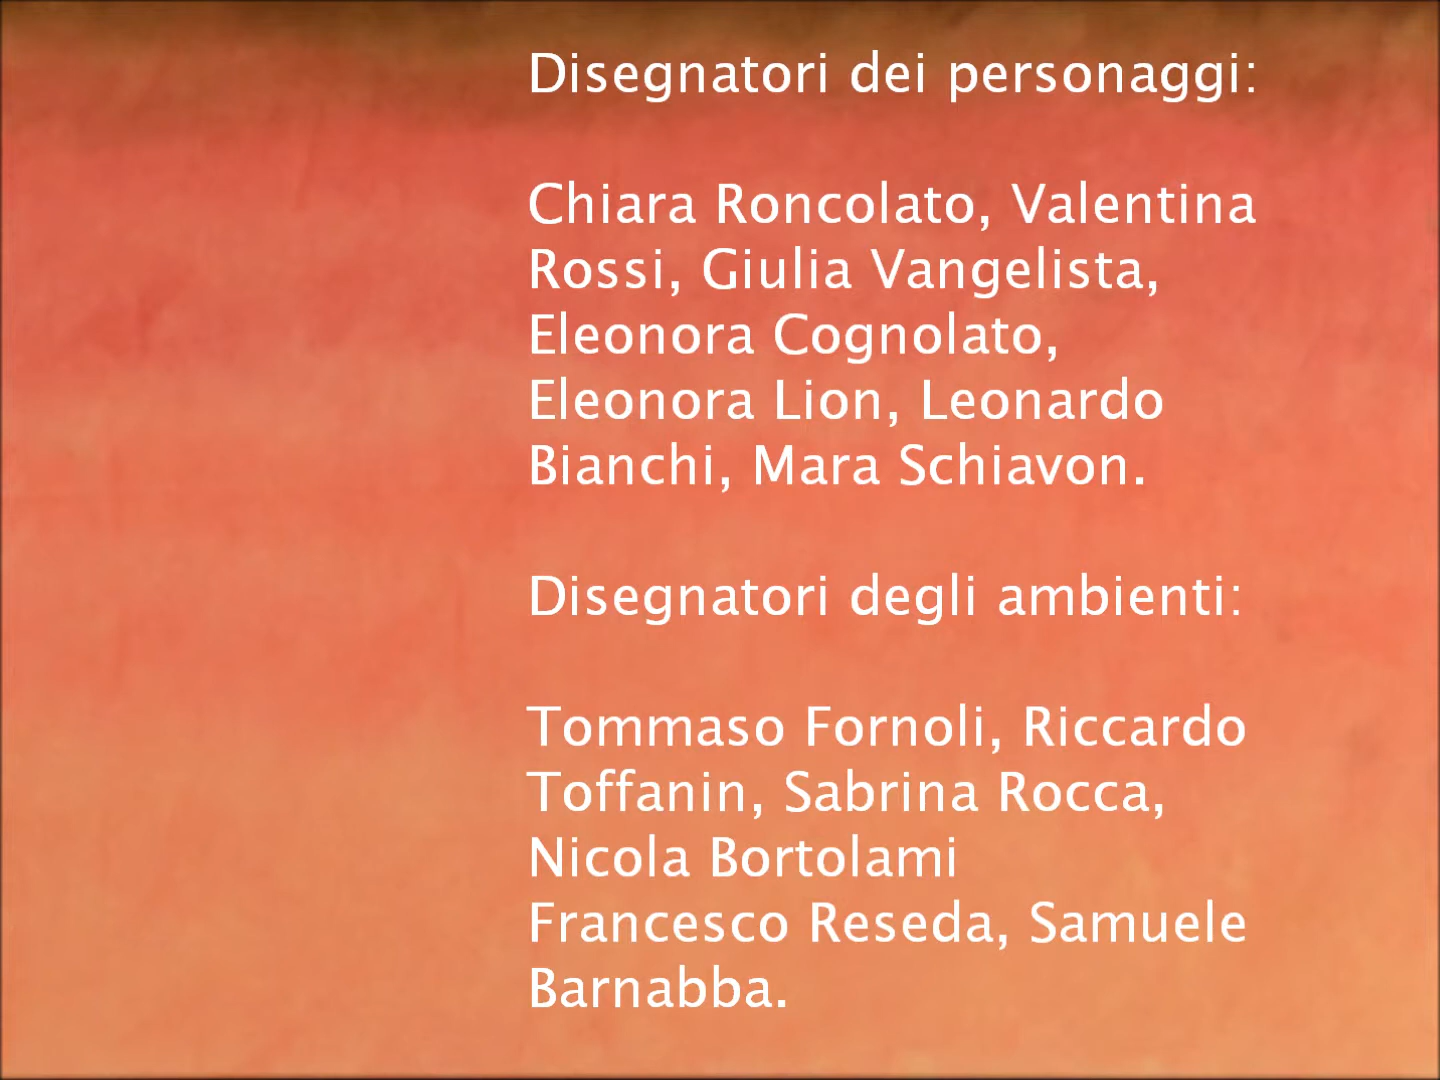 Disegnatori dei personaggi:
Chiara Roncolato, Valentina
Rossi, Giulia Vangelista,
Eleonora Cognolato,
Eleonora Lion, Leonardo
Bianchi, Mara Schiavon.
Disegnatori degli ambienti:
Tommaso Fornoli, Riccardo
Toffanin, Sabrina Rocca,
Nicola Bortolami
Francesco Reseda, Samuele
Barnabba.